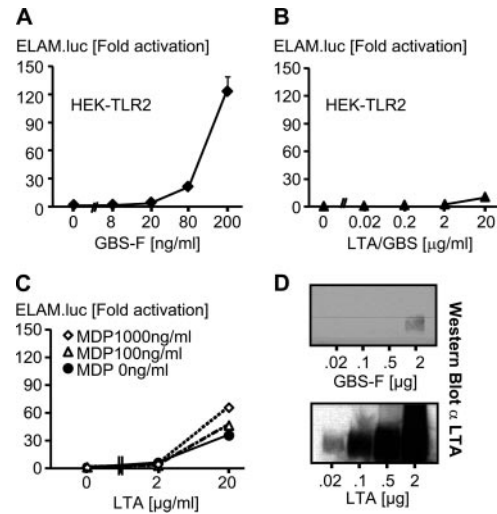 A
ELAM.luc [Fold activation]
150
120
90
60
30
0
HEK-TLR2
0 8 20 80 200
GBS-F [ng/ml]
B
ELAM.luc [Fold activation]
150
120
90
60
30
0
HEK-TLR2
0 0.02 0.2 2 20
LTA/GBS [μg/ml]
C
ELAM.luc [Fold activation]
150
120
90
60
30
0
MDP1000ng/ml
MDP100ng/ml
MDP 0ng/ml
0 2 20
LTA [μg/ml]
D
.02 .1 .5 2
GBS-F [μg]
.02 .1 .5 2
LTA [μg]
Western Blot α LTA